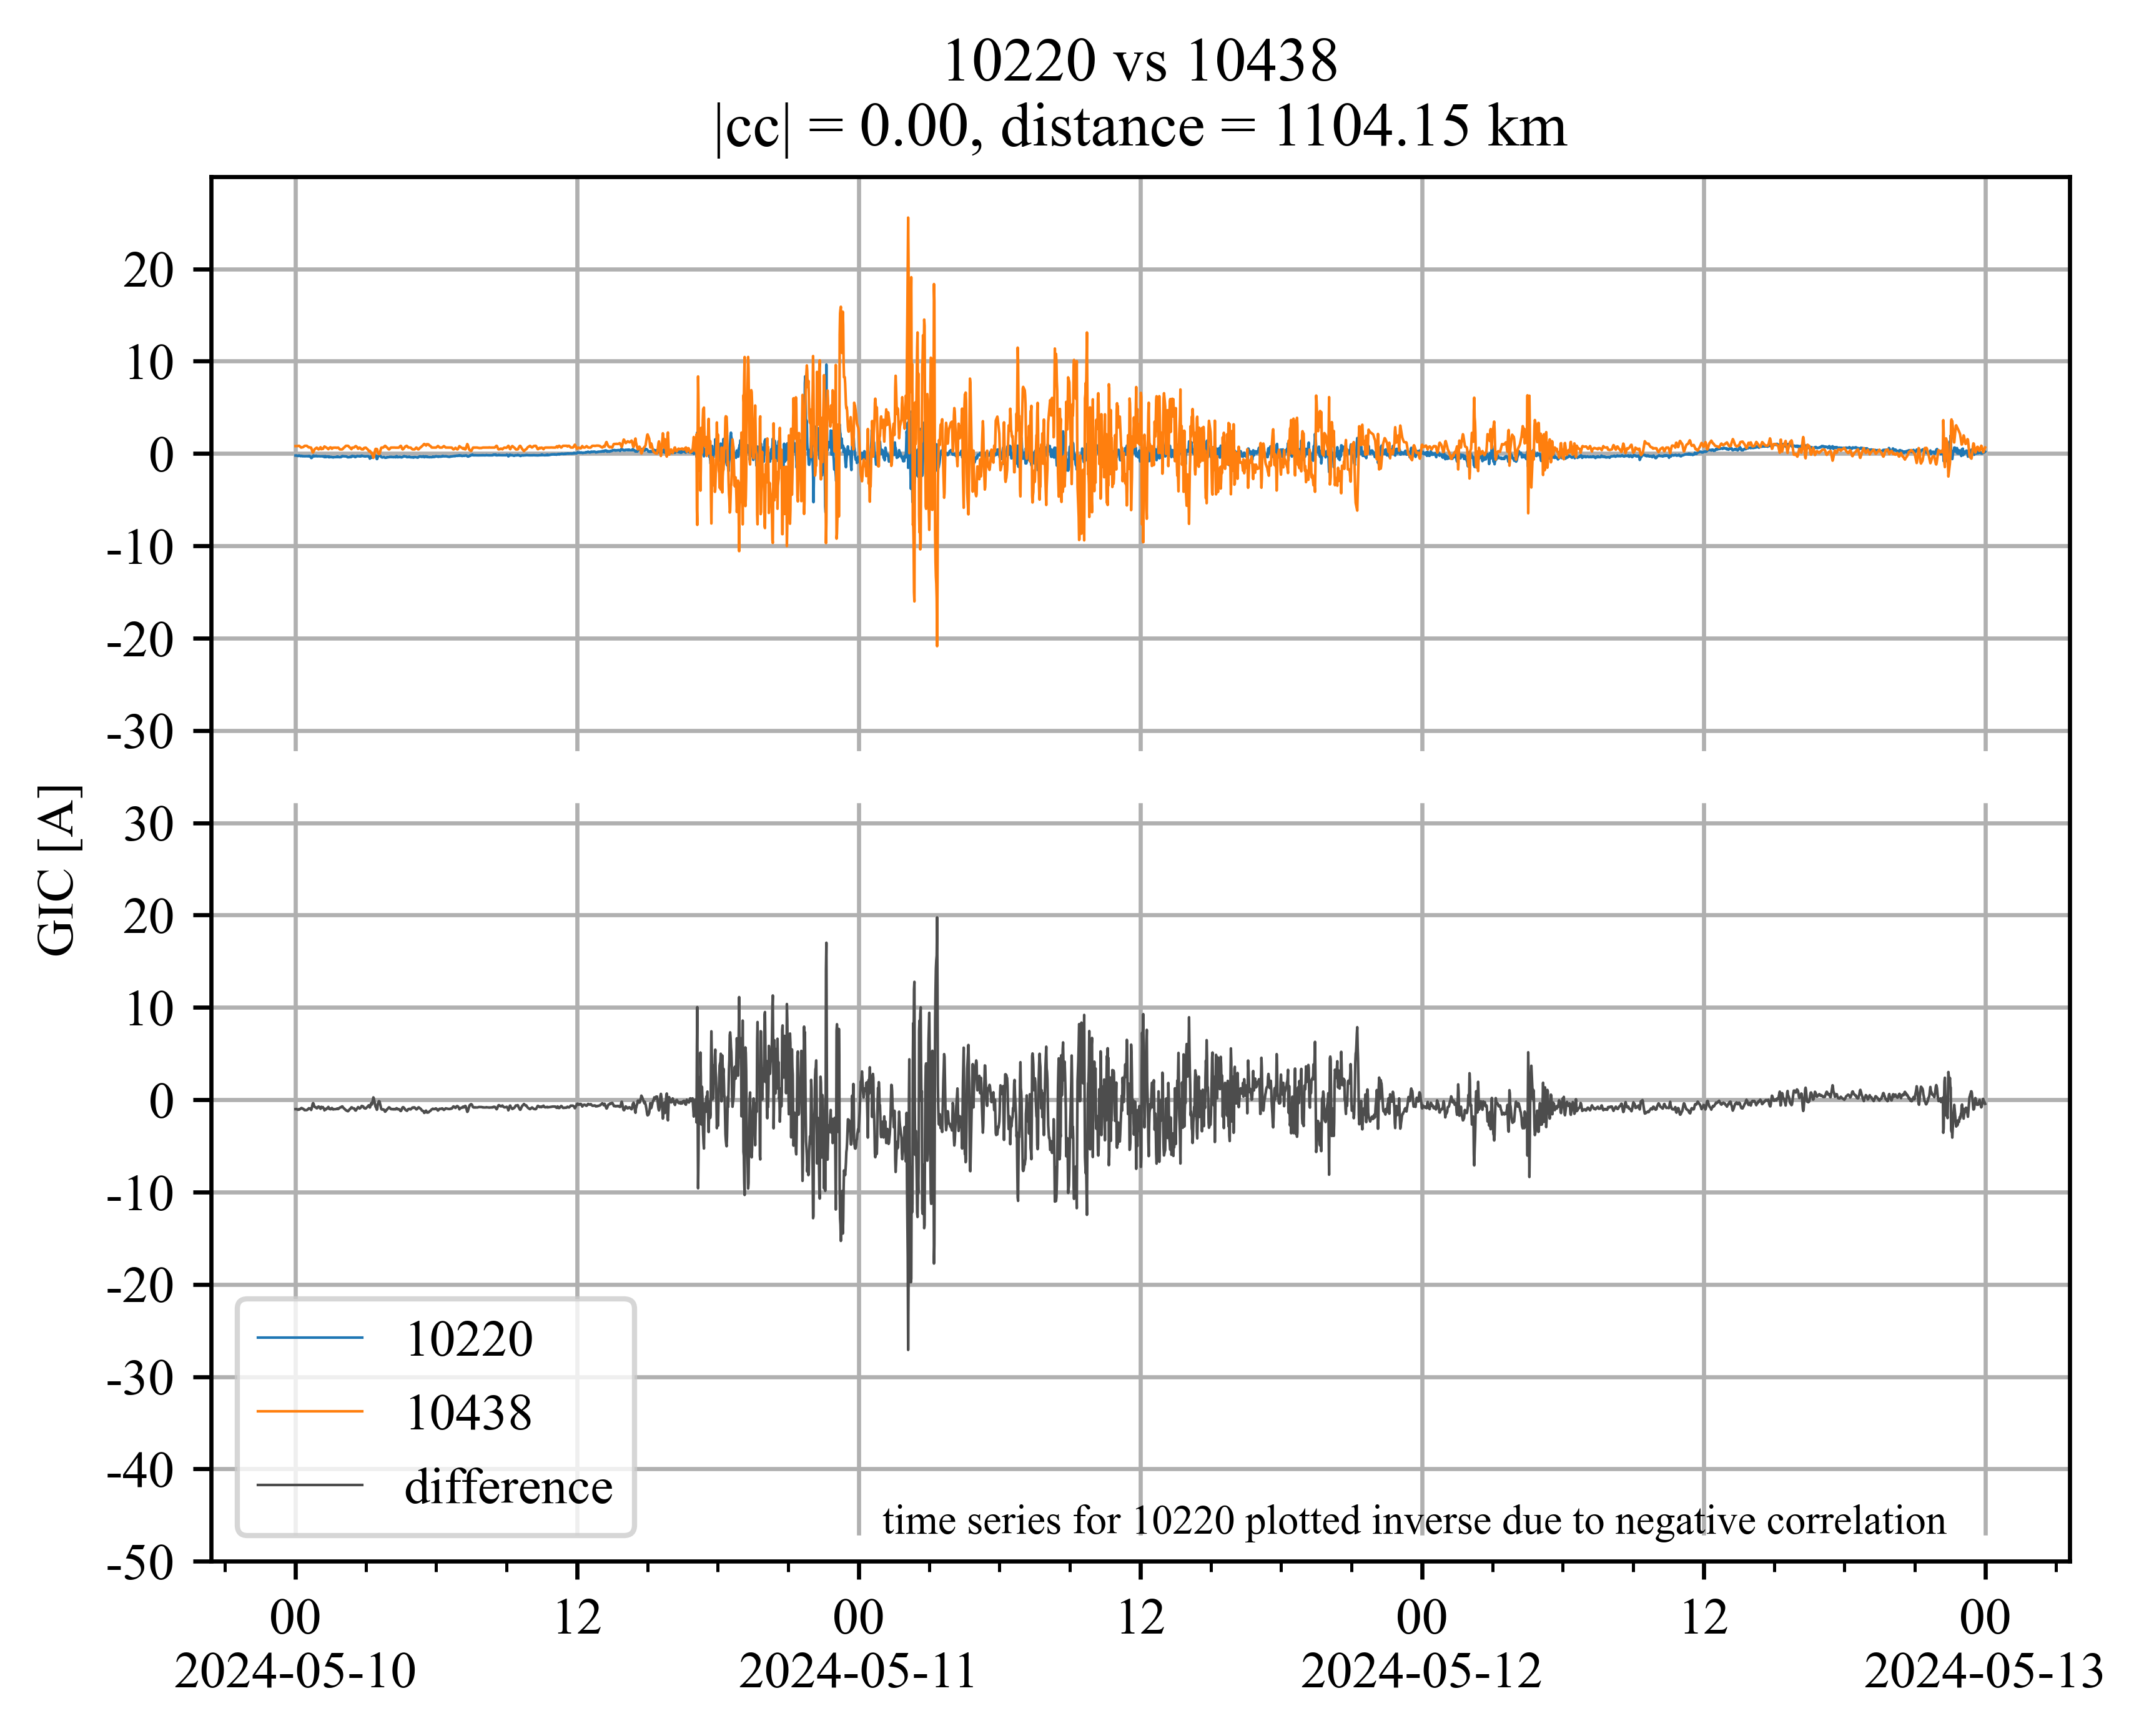 10220 vs 10438
|cc| = 0.00, distance = 1104.15 km
GIC [A]
20
10
0
-10
-20
-30
30
20
10
0
-10
-20
-30
-40
-50
10220
10438
difference
time series for 10220 plotted inverse due to negative correlation
00 12 00 12 00 12 00
2024-05-10 2024-05-11 2024-05-12 2024-05-13